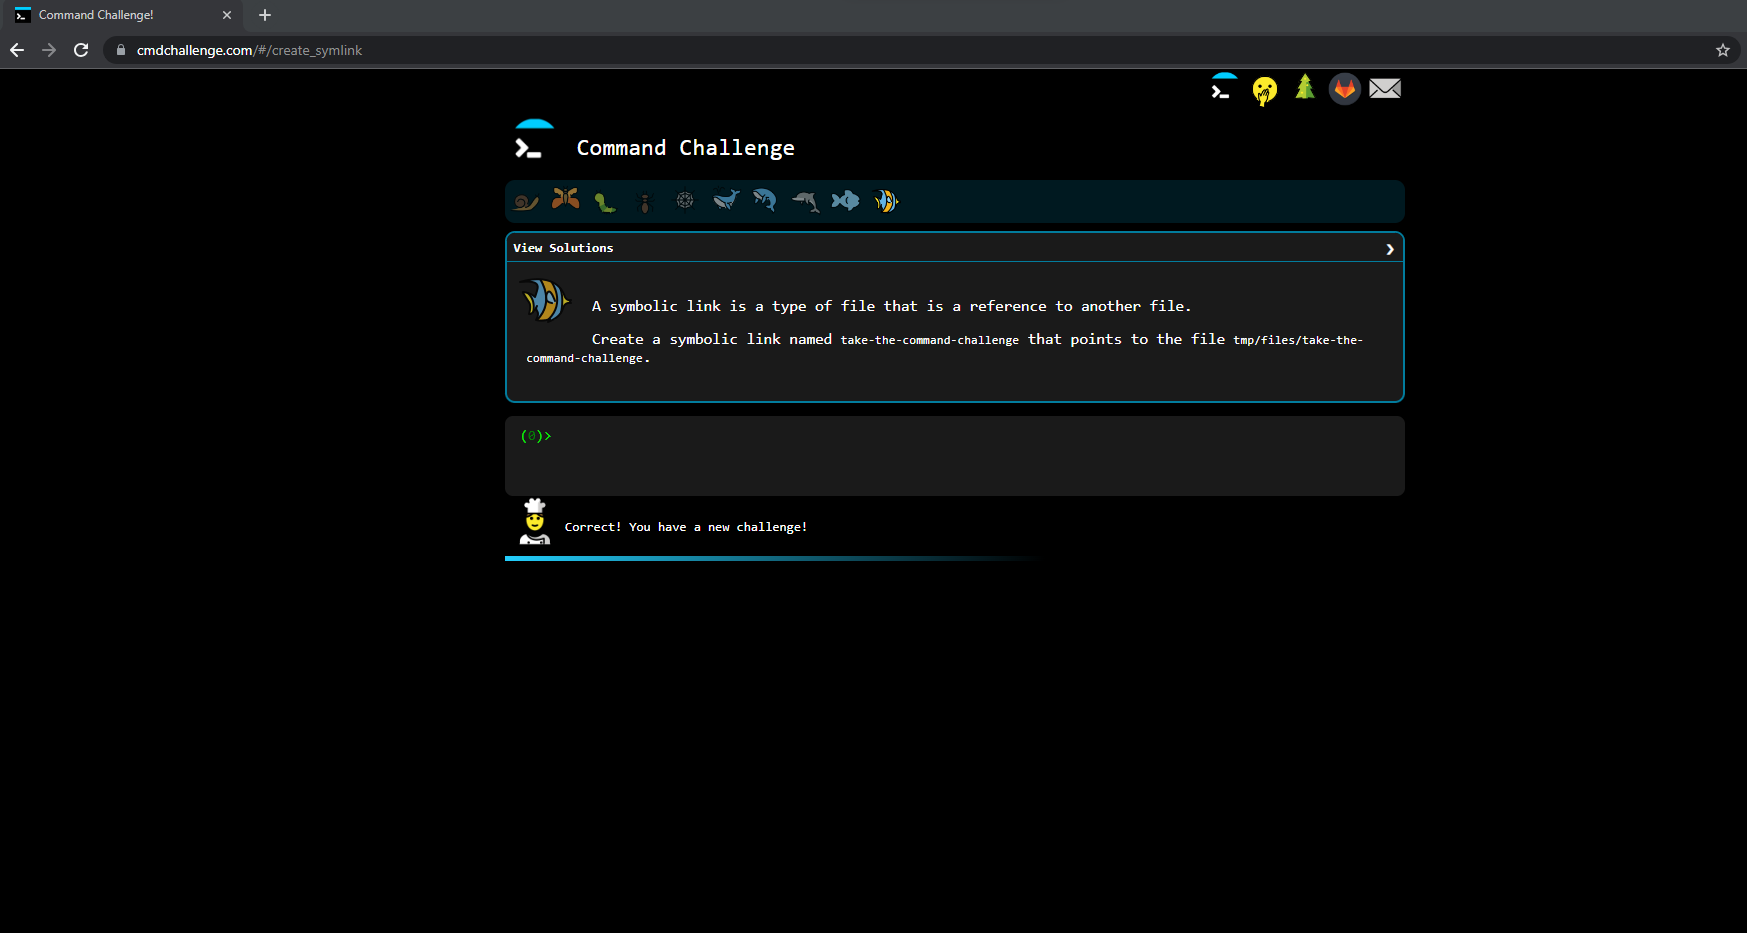 Command Challenge!
cmdchallenge.com/#/create_symlink
Command Challenge
View Solutions
A symbolic link is a type of file that is a reference to another file.
Create a symbolic link named take-the-command-challenge that points to the file tmp/files/take-the-
command-challenge.
(0)>
Correct! You have a new challenge!